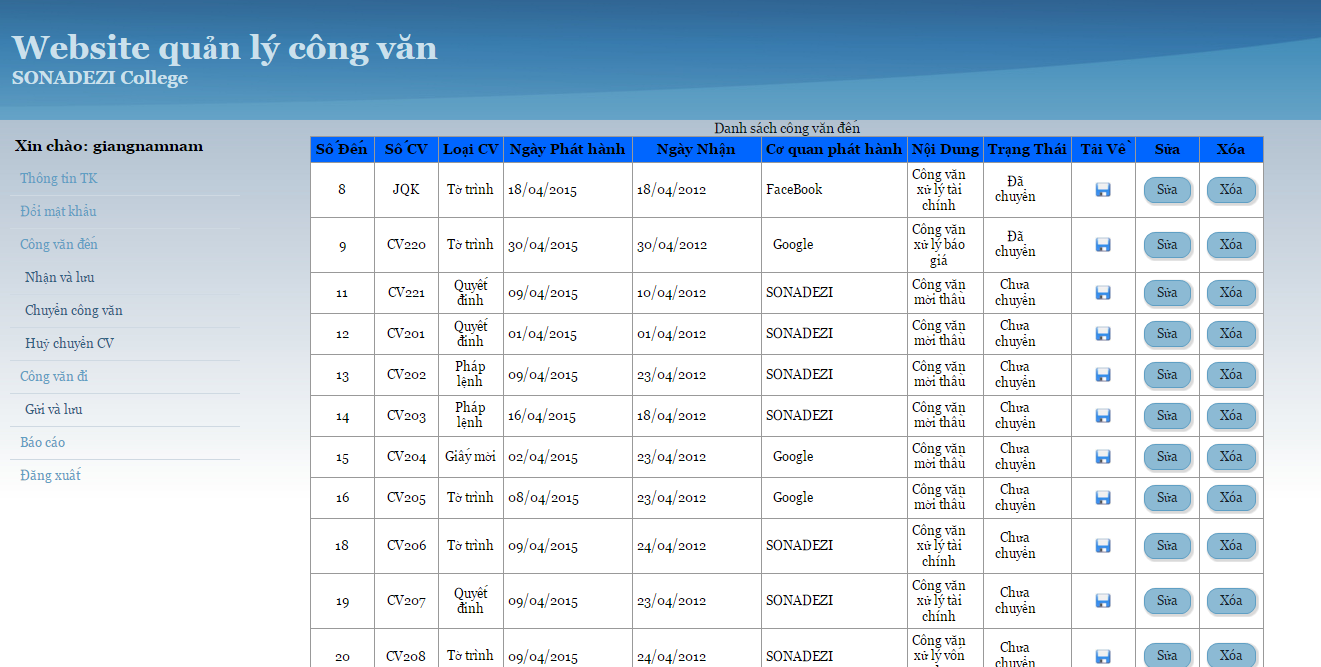 Website quản lý công văn
SONADEZI College
Xin chào: giangnamnam
Thông tin TK
Đổi mật khẩu
Công văn đến
Nhận và lưu
Chuyển công văn
Huỷ chuyển CV
Công văn đi
Gửi và lưu
Báo cáo
Đăng xuất
Danh sách công văn đến
Số Đến Số CV Loại CV Ngày Phát hành Ngày Nhận Cơ quan phát hành Nội Dung Trạng Thái Tải Về Sửa Xóa
8 JQK Tờ trình 18/04/2015 18/04/2012 FaceBook Công văn xử lý tài chính Đã chuyển Sửa Xóa
9 CV220 Tờ trình 30/04/2015 30/04/2012 Google Công văn xử lý báo giá Đã chuyển Sửa Xóa
11 CV221 Quyết định 09/04/2015 10/04/2012 SONADEZI Công văn mời thầu Chưa chuyển Sửa Xóa
12 CV201 Quyết định 01/04/2015 01/04/2012 SONADEZI Công văn mời thầu Chưa chuyển Sửa Xóa
13 CV202 Pháp lệnh 09/04/2015 23/04/2012 SONADEZI Công văn mời thầu Chưa chuyển Sửa Xóa
14 CV203 Pháp lệnh 16/04/2015 18/04/2012 SONADEZI Công văn mời thầu Chưa chuyển Sửa Xóa
15 CV204 Giấy mời 02/04/2015 23/04/2012 Google Công văn mời thầu Chưa chuyển Sửa Xóa
16 CV205 Tờ trình 08/04/2015 23/04/2012 Google Công văn mời thầu Chưa chuyển Sửa Xóa
18 CV206 Tờ trình 09/04/2015 24/04/2012 SONADEZI Công văn xử lý tài chính Chưa chuyển Sửa Xóa
19 CV207 Quyết định 09/04/2015 23/04/2012 SONADEZI Công văn xử lý tài chính Chưa chuyển Sửa Xóa
20 CV208 Tờ trình 09/04/2015 24/04/2012 SONADEZI Công văn xử lý vốn Chưa chuyển Sửa Xóa